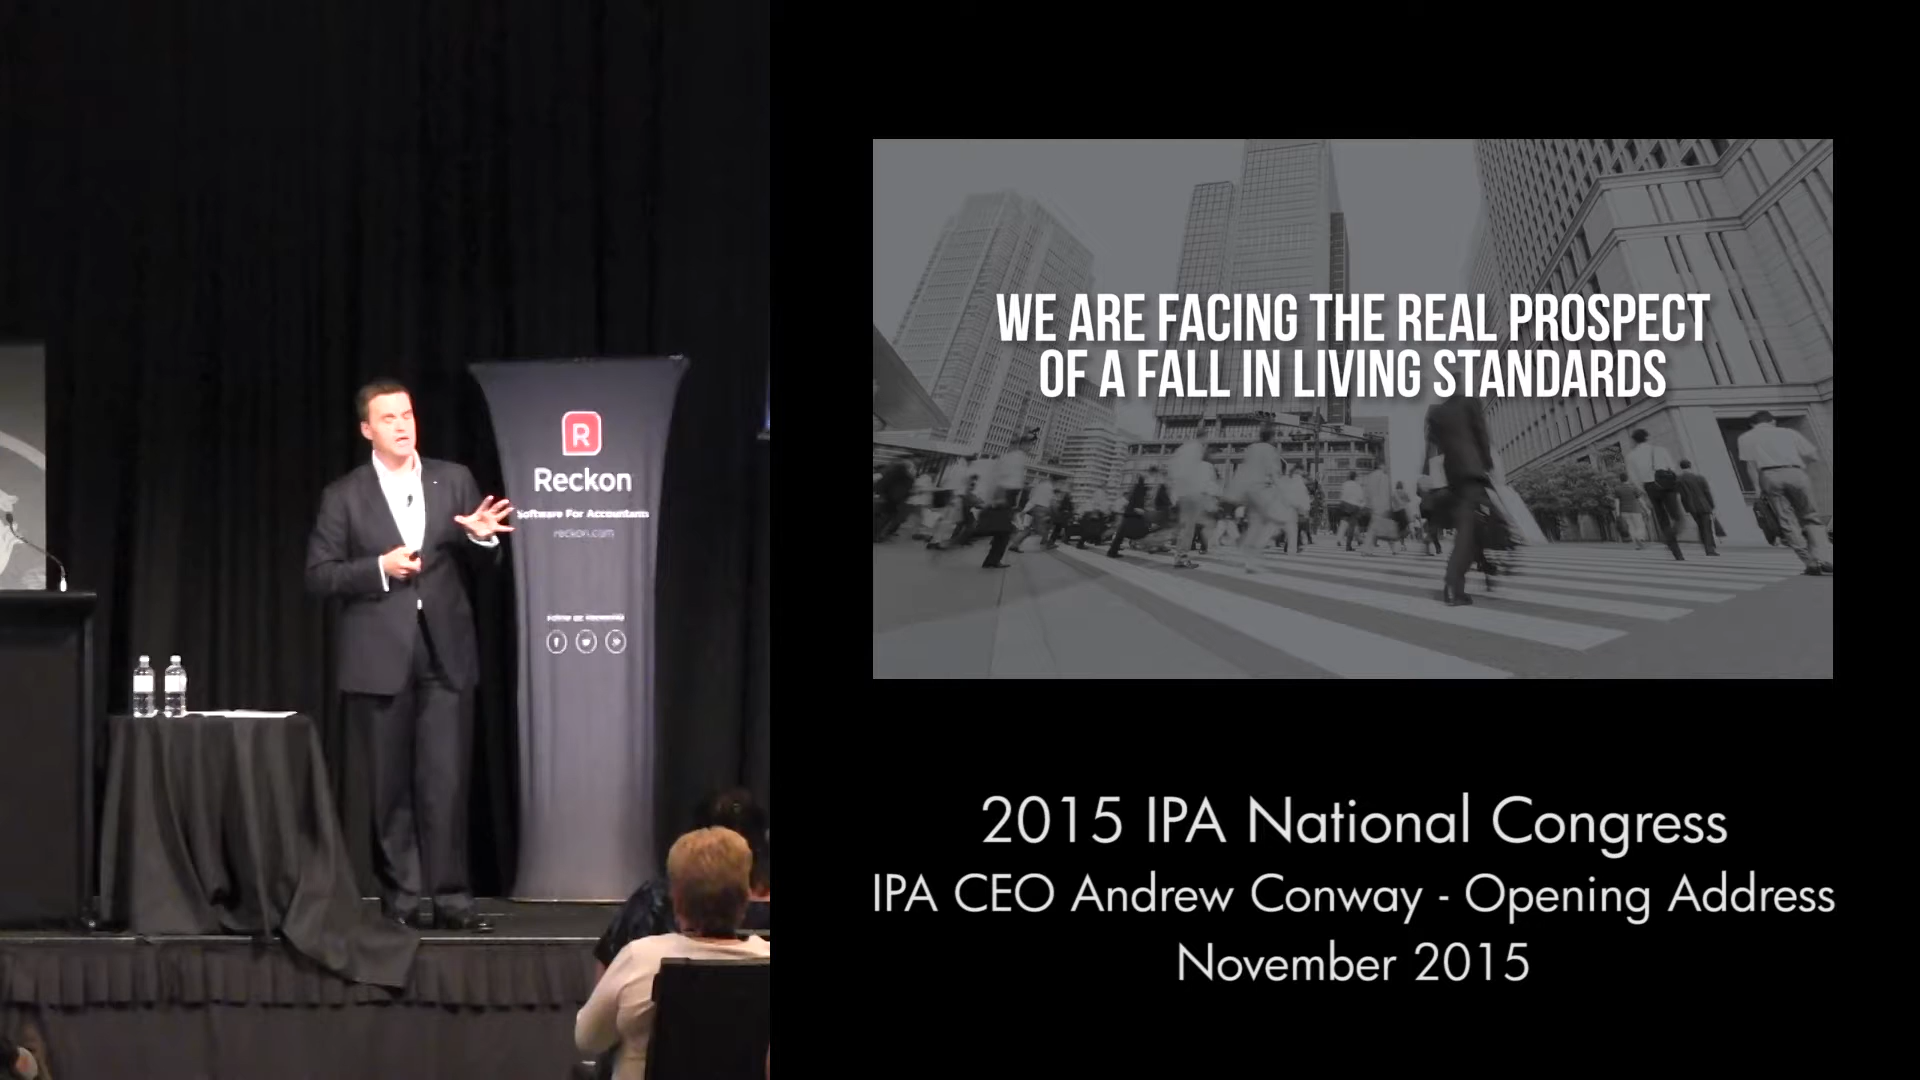 R
Reckon
Software For Accountants
reckon.com
WE ARE FACING THE REAL PROSPECT
OF A FALL IN LIVING STANDARDS
2015 IPA National Congress
IPA CEO Andrew Conway - Opening Address
November 2015